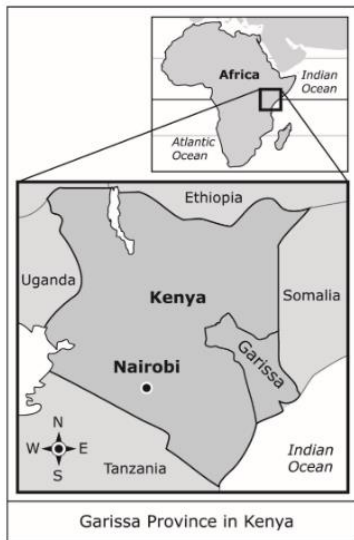 Africa
Indian
Ocean
Atlantic
Ocean
Ethiopia
Uganda
Kenya
Somalia
Garissa
Nairobi
N
W E
S
Tanzania
Indian
Ocean
Garissa Province in Kenya